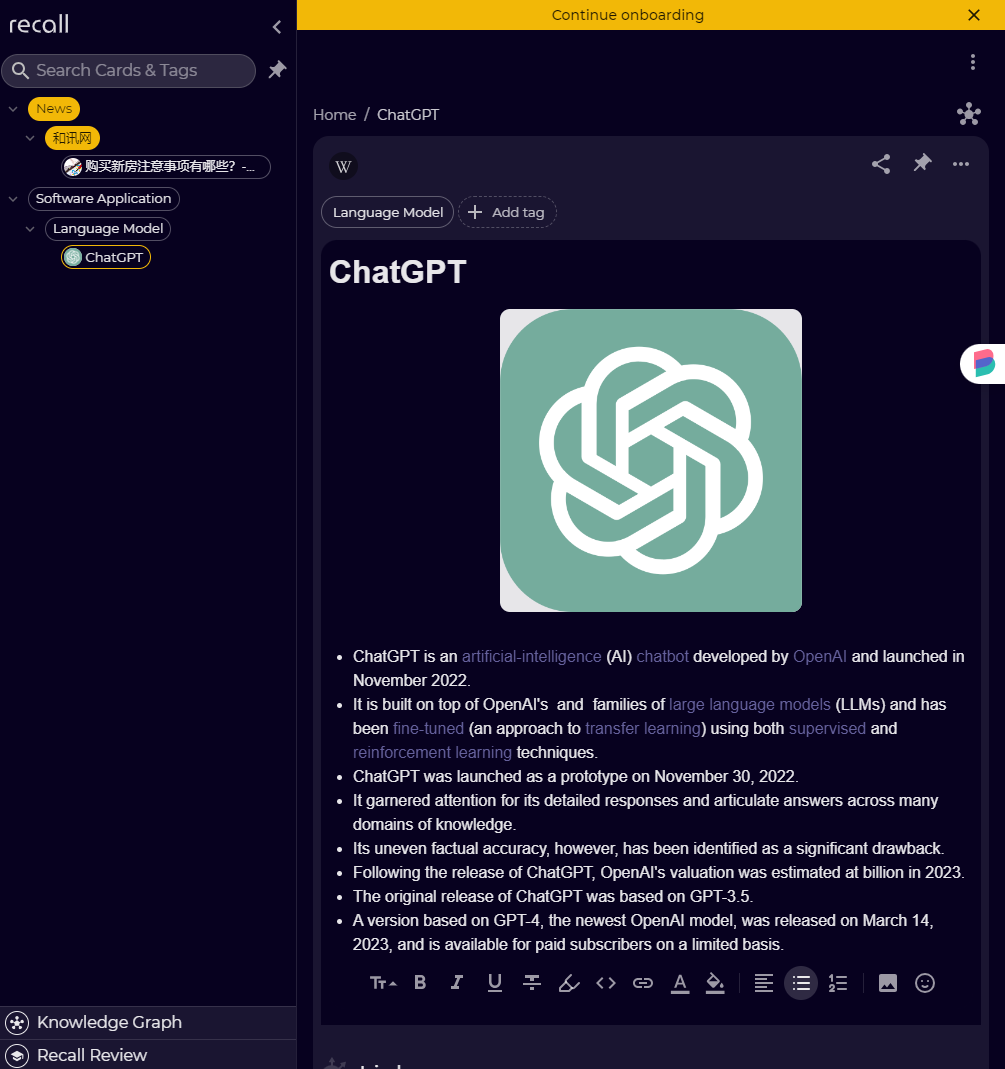 recall
Continue onboarding
Search Cards & Tags
News
和讯网
购买新房注意事项有哪些? -...
Software Application
Language Model
ChatGPT
Home / ChatGPT
W
Language Model
Add tag
ChatGPT
ChatGPT is an artificial-intelligence (AI) chatbot developed by OpenAI and launched in
November 2022.
It is built on top of OpenAI's  and  families of large language models (LLMs) and has
been fine-tuned (an approach to transfer learning) using both supervised and
reinforcement learning techniques.
ChatGPT was launched as a prototype on November 30, 2022.
It garnered attention for its detailed responses and articulate answers across many
domains of knowledge.
Its uneven factual accuracy, however, has been identified as a significant drawback.
Following the release of ChatGPT, OpenAI's valuation was estimated at billion in 2023.
The original release of ChatGPT was based on GPT-3.5.
A version based on GPT-4, the newest OpenAI model, was released on March 14,
2023, and is available for paid subscribers on a limited basis.
Knowledge Graph
Recall Review